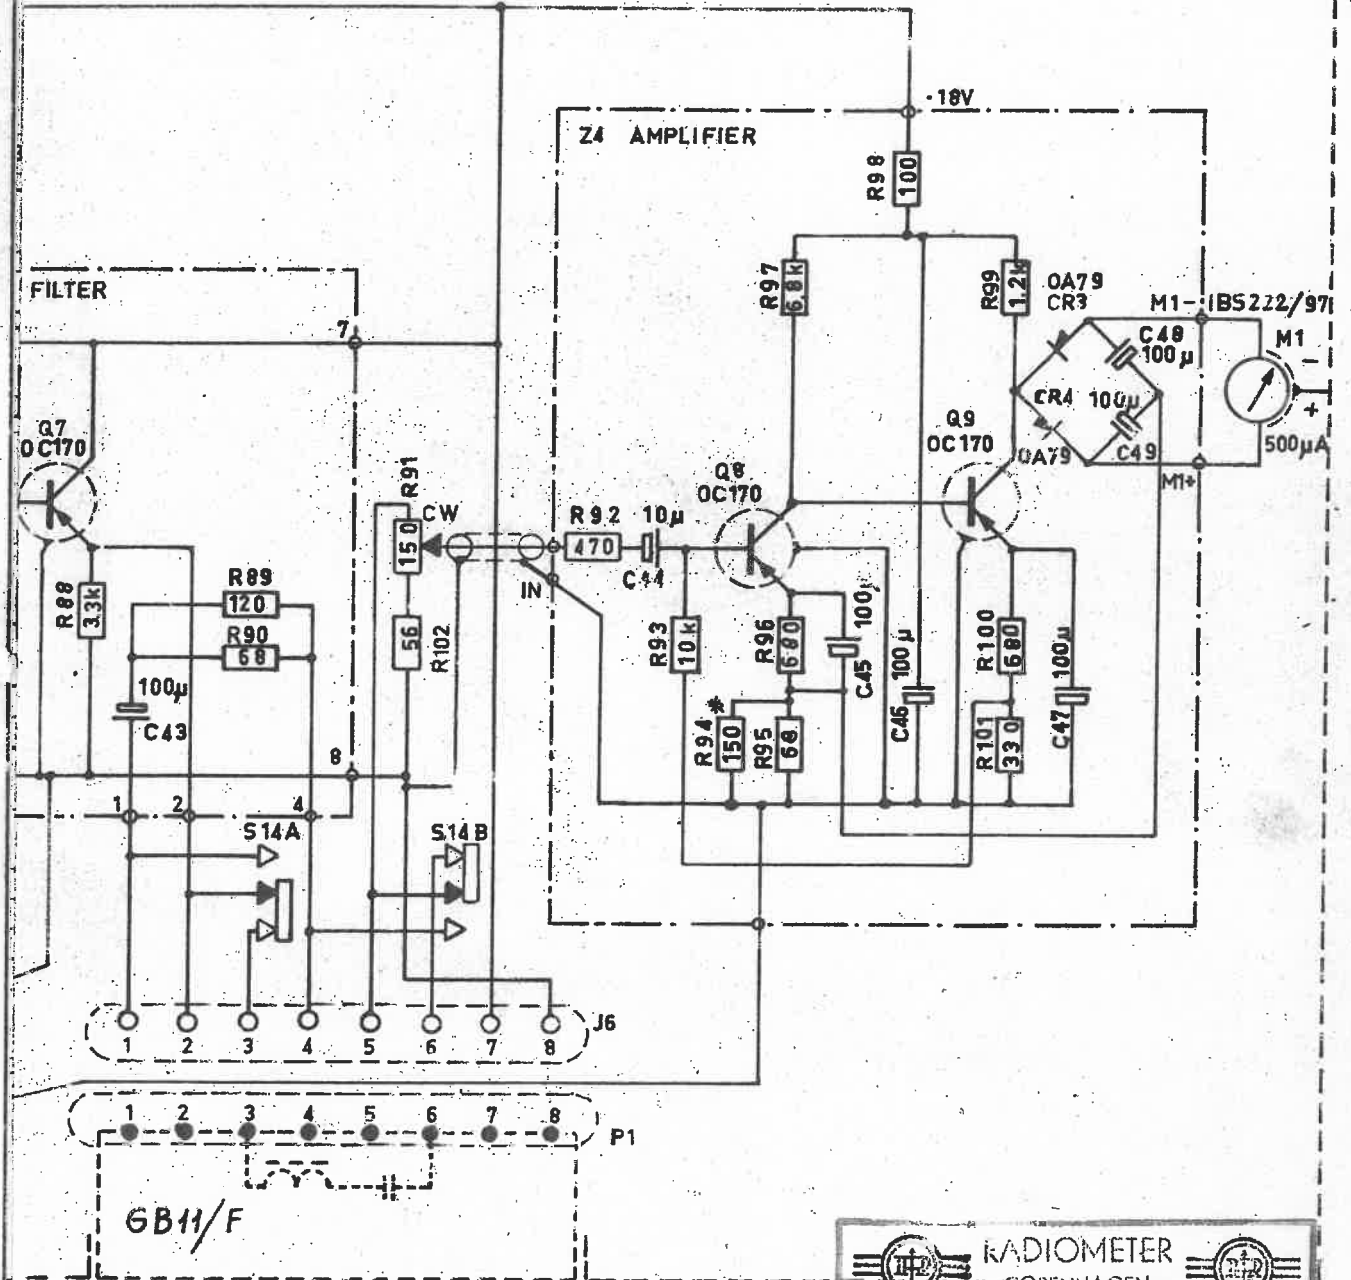 -18V
Z4 AMPLIFIER
R98
100
FILTER
7
R97
6,8k
R99
1.2k
OA79
CR3
M1-
IBS222/97
C48
100µ
M1
-
+
500µA
CR4
100µ
C49
OA79
M1+
Q7
OC170
Q9
OC170
Q8
OC170
R91
CW
150
R92
10µ
470
C44
IN
R88
3.3k
R89
120
R90
68
56
R102
100µ
C43
R93
10k
R96
680
100µ
C45
100µ
C46
R100
680
100µ
C47
R94
*
150
R95
68
R101
330
8
1
2
4
S14A
S14B
J6
1
2
3
4
5
6
7
8
1
2
3
4
5
6
7
8
P1
GB11/F
RADIOMETER
COPENHAGEN